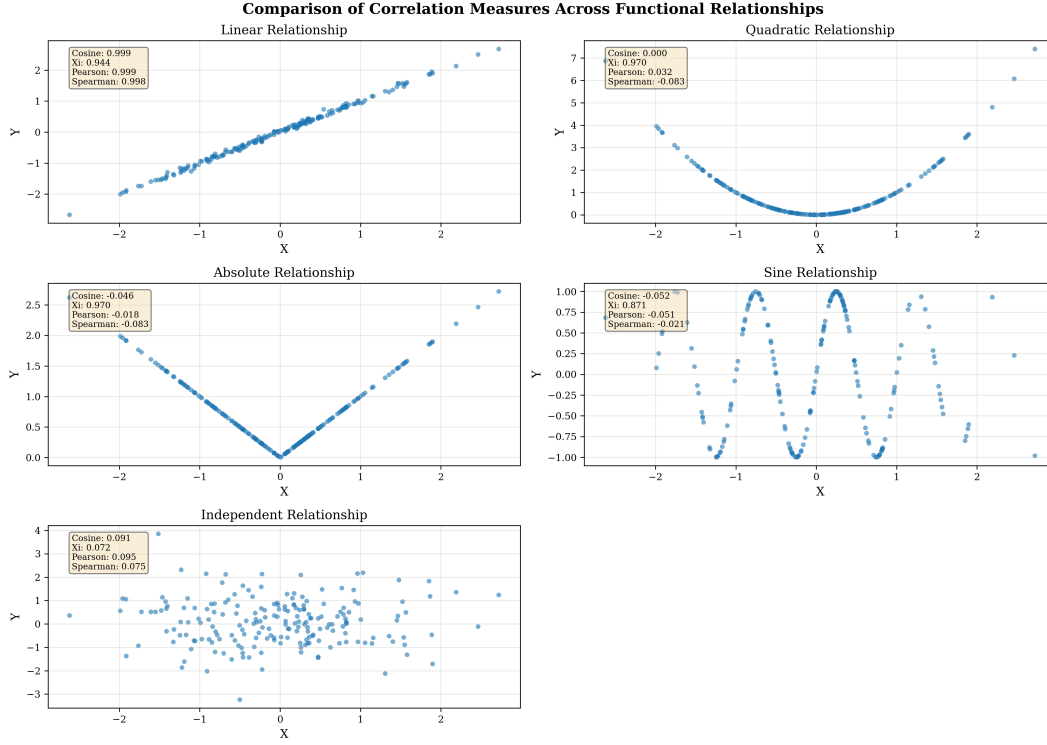 Comparison of Correlation Measures Across Functional Relationships
Linear Relationship
Cosine: 0.999
Xi: 0.944
Pearson: 0.999
Spearman: 0.998
2
1
0
−1
−2
Y
−2 −1 0 1 2
X
Quadratic Relationship
Cosine: 0.000
Xi: 0.970
Pearson: 0.032
Spearman: -0.083
7
6
5
4
3
2
1
0
Y
−2 −1 0 1 2
X
Absolute Relationship
Cosine: -0.046
Xi: 0.970
Pearson: -0.018
Spearman: -0.083
2.5
2.0
1.5
1.0
0.5
0.0
Y
−2 −1 0 1 2
X
Sine Relationship
Cosine: -0.052
Xi: 0.871
Pearson: -0.051
Spearman: -0.021
1.00
0.75
0.50
0.25
0.00
−0.25
−0.50
−0.75
−1.00
Y
−2 −1 0 1 2
X
Independent Relationship
Cosine: 0.091
Xi: 0.072
Pearson: 0.095
Spearman: 0.075
4
3
2
1
0
−1
−2
−3
Y
−2 −1 0 1 2
X